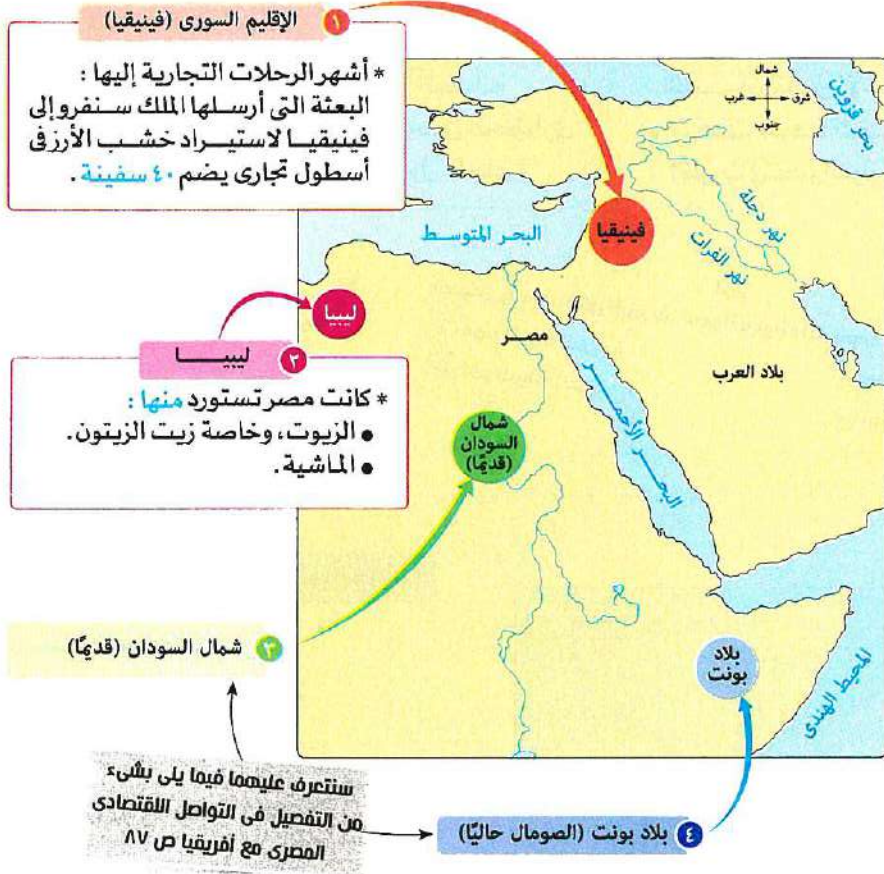 ١ الإقليم السورى (فينيقيا)
* أشهر الرحلات التجارية إليها :
البعثة التى أرسلها الملك سنفرو إلى
فينيقيا لاستيراد خشب الأرز فى
أسطول تجارى يضم ٤٠ سفينة .
شمال
شرق
غرب
جنوب
بحر قزوين
نهر دجلة
نهر الفرات
فينيقيا
البحر المتوسط
ليبيا
مصر
بلاد العرب
٢ ليبيا
* كانت مصر تستورد منها :
● الزيوت، وخاصة زيت الزيتون.
● الماشية.
شمال
السودان
(قديمًا)
البحر الأحمر
٣ شمال السودان (قديمًا)
بلاد
بونت
المحيط الهندى
سنتعرف عليهما فيما يلى بشىء
من التفصيل فى التواصل الاقتصادى
المصرى مع أفريقيا ص ٨٧
٤ بلاد بونت (الصومال حاليًا)